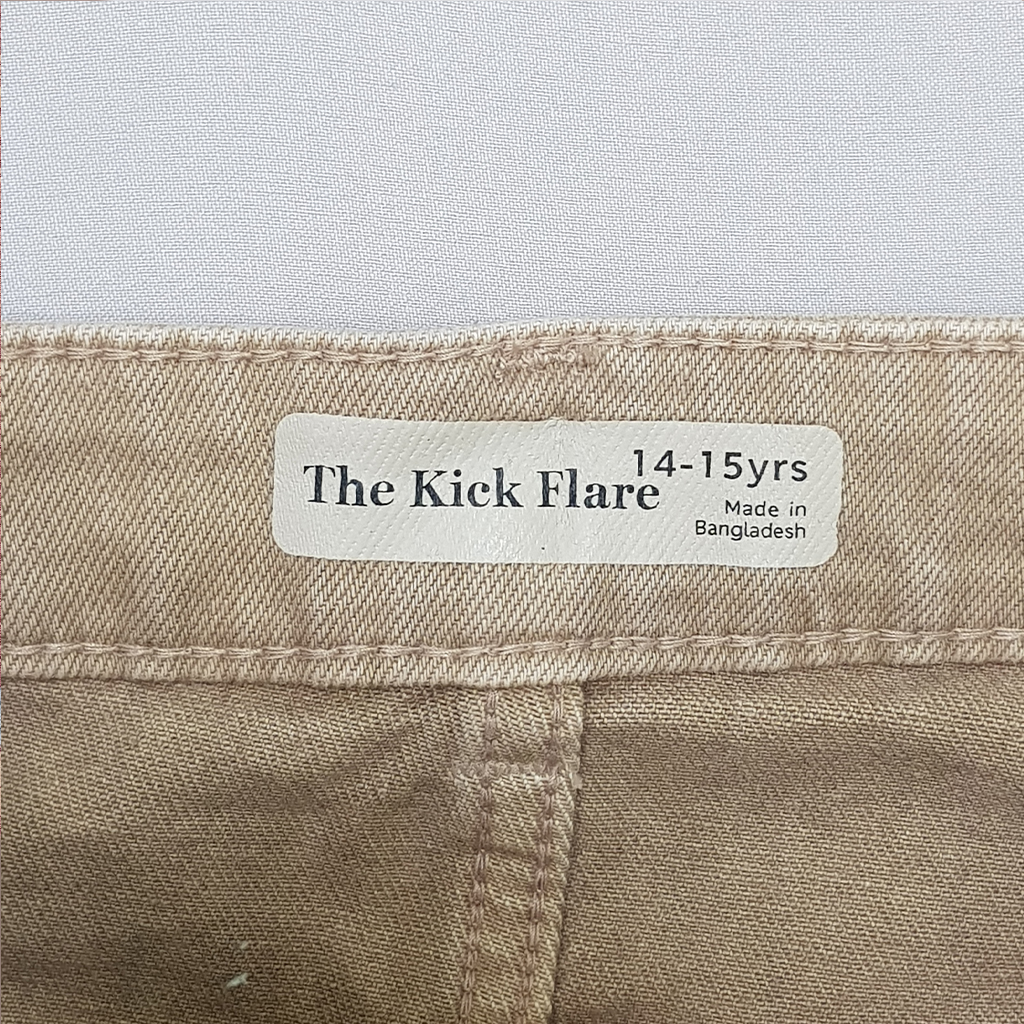 The Kick Flare
14-15yrs
Made in
Bangladesh